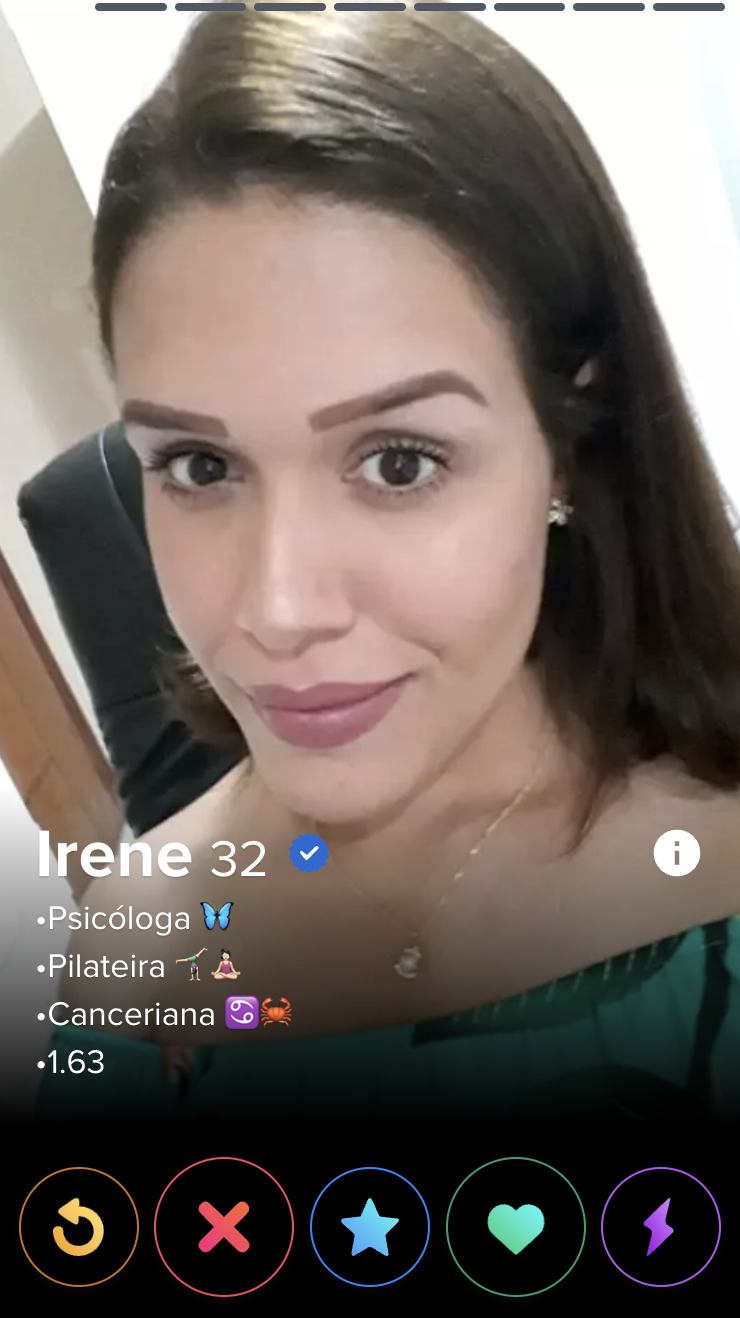 Irene 32
•Psicóloga 🦋
•Pilateira 🤸🏻‍♀️🧘🏻‍♀️
•Canceriana ♋🦀
•1.63